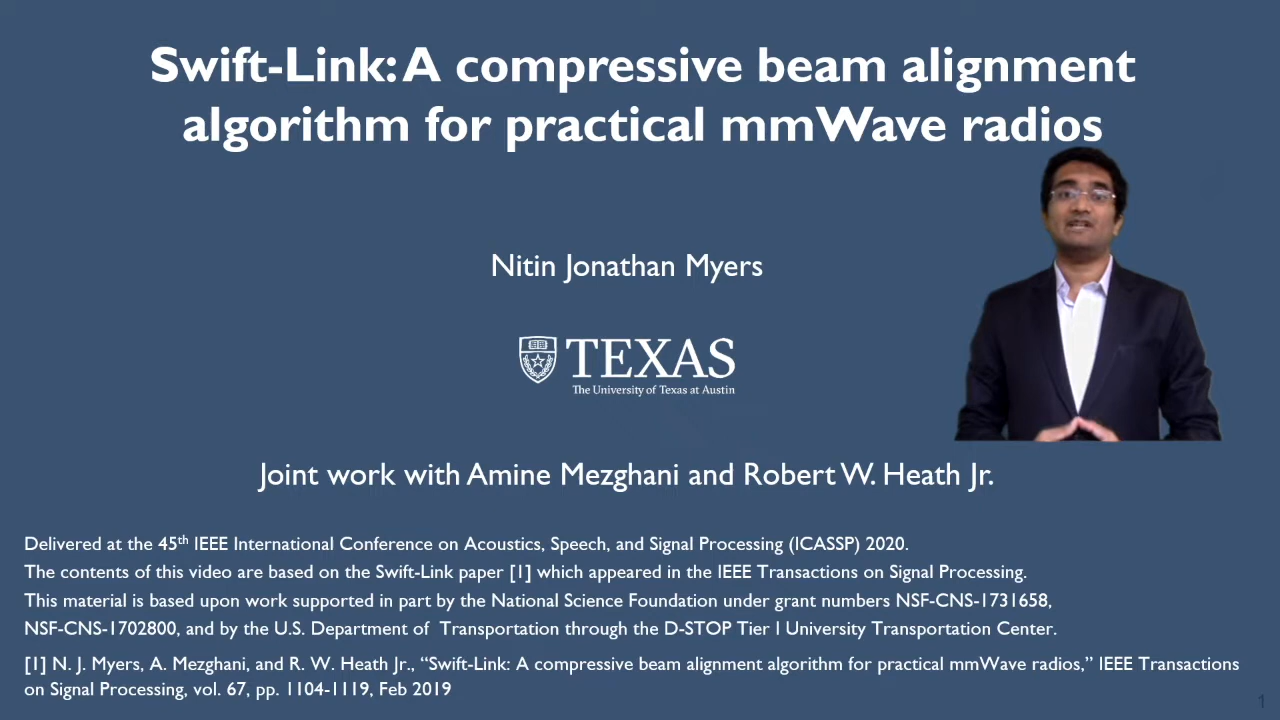 Swift-Link: A compressive beam alignment
algorithm for practical mmWave radios
Nitin Jonathan Myers
TEXAS
The University of Texas at Austin
Joint work with Amine Mezghani and Robert W. Heath Jr.
Delivered at the 45th IEEE International Conference on Acoustics, Speech, and Signal Processing (ICASSP) 2020.
The contents of this video are based on the Swift-Link paper [1] which appeared in the IEEE Transactions on Signal Processing.
This material is based upon work supported in part by the National Science Foundation under grant numbers NSF-CNS-1731658,
NSF-CNS-1702800, and by the U.S. Department of Transportation through the D-STOP Tier 1 University Transportation Center.
[1] N. J. Myers, A. Mezghani, and R. W. Heath Jr., “Swift-Link: A compressive beam alignment algorithm for practical mmWave radios,” IEEE Transactions
on Signal Processing, vol. 67, pp. 1104-1119, Feb 2019
1